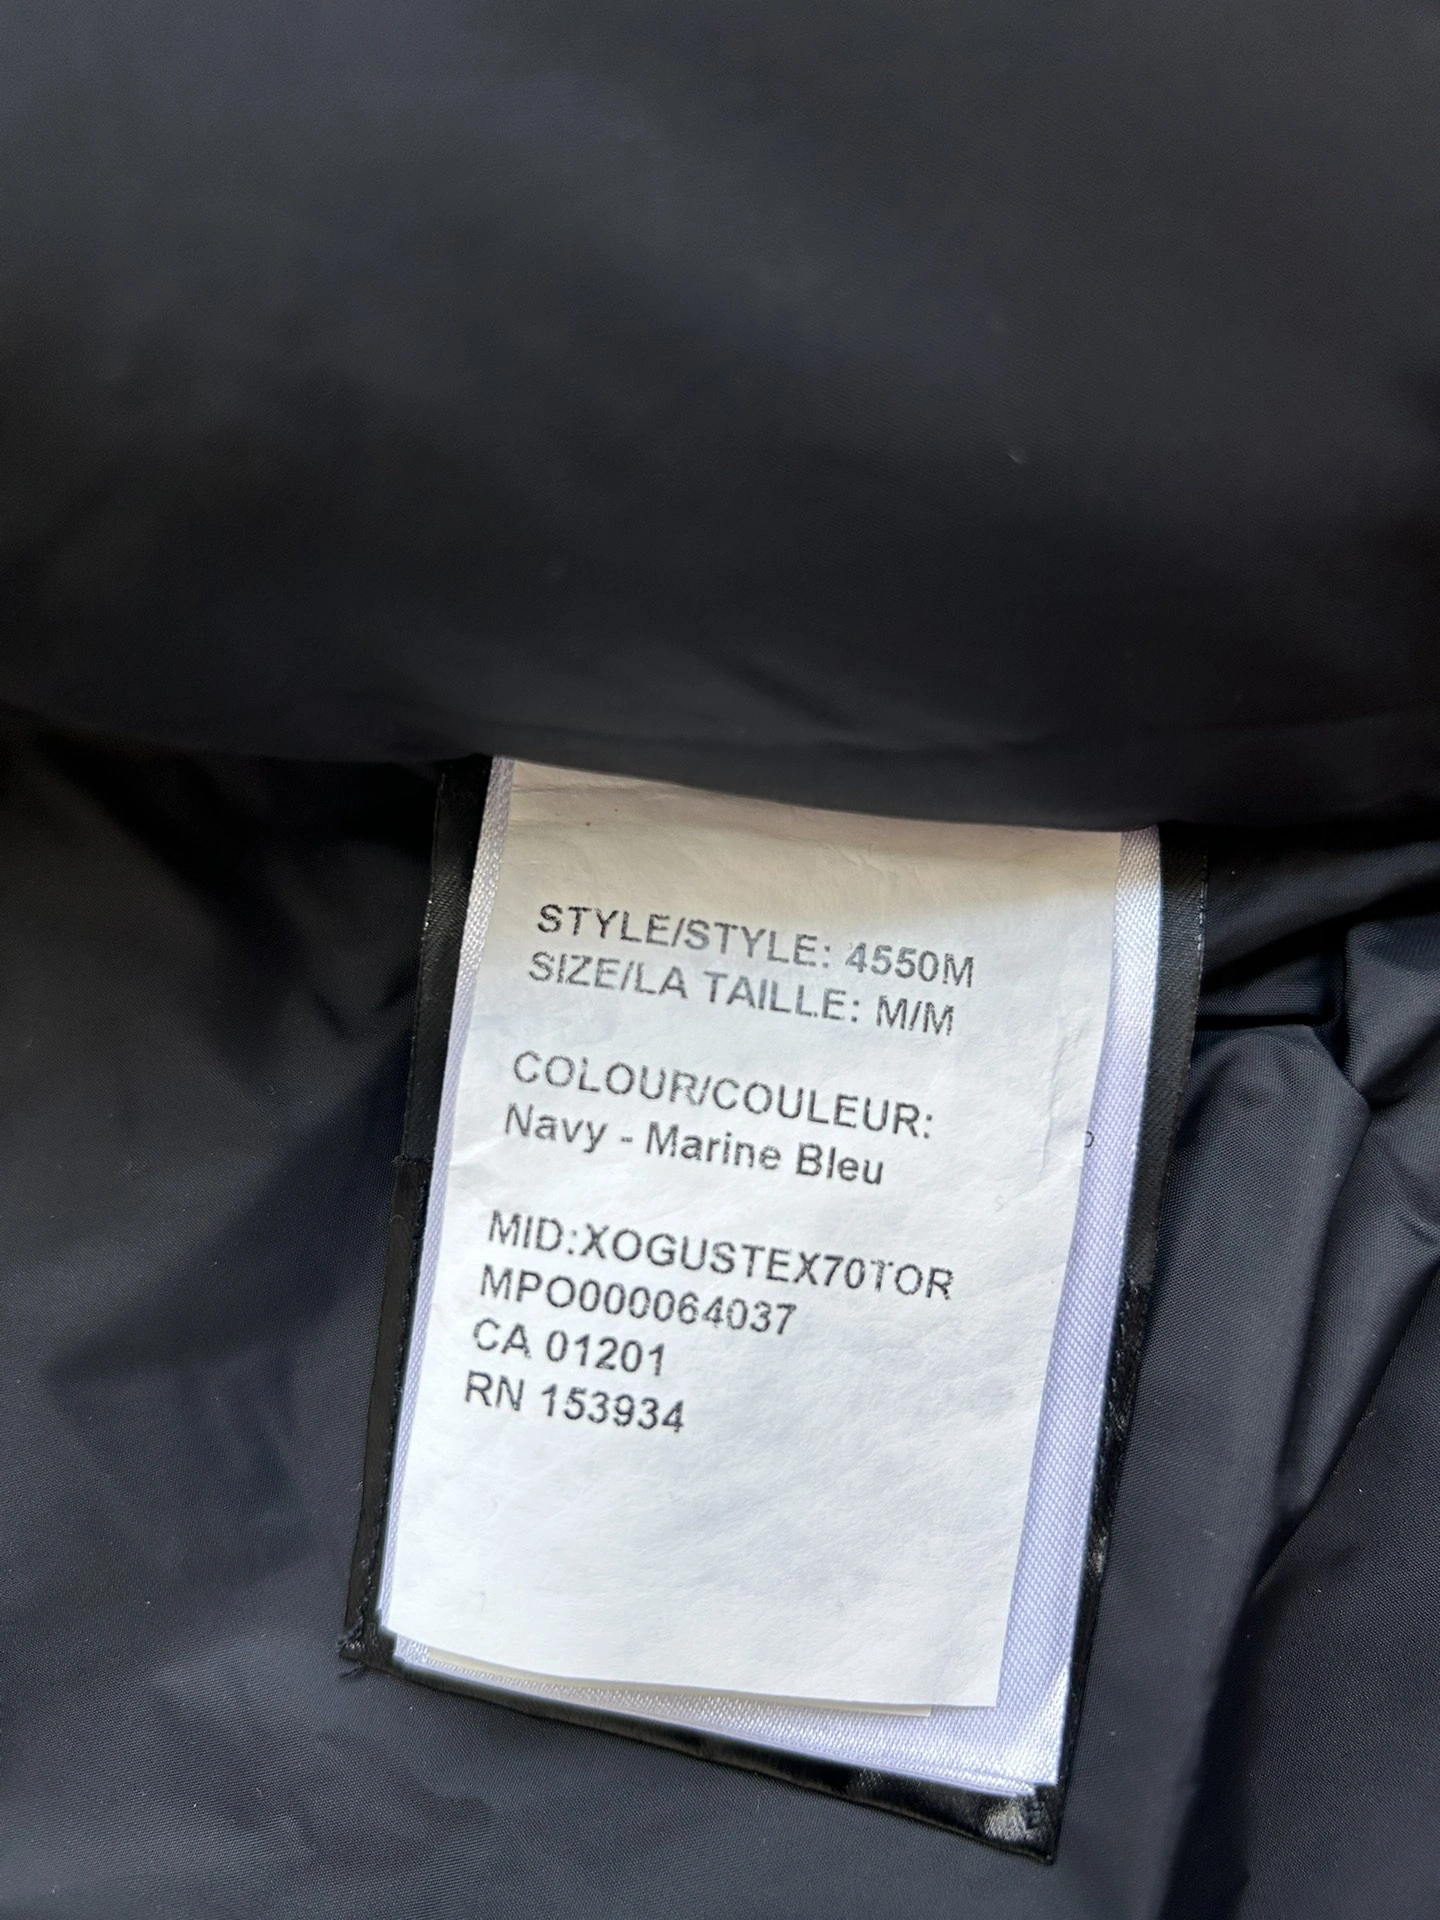 STYLE/STYLE: 4550M
SIZE/LA TAILLE: M/M
COLOUR/COULEUR:
Navy - Marine Bleu
MID:XOGUSTEX70TOR
MPO000064037
CA 01201
RN 153934